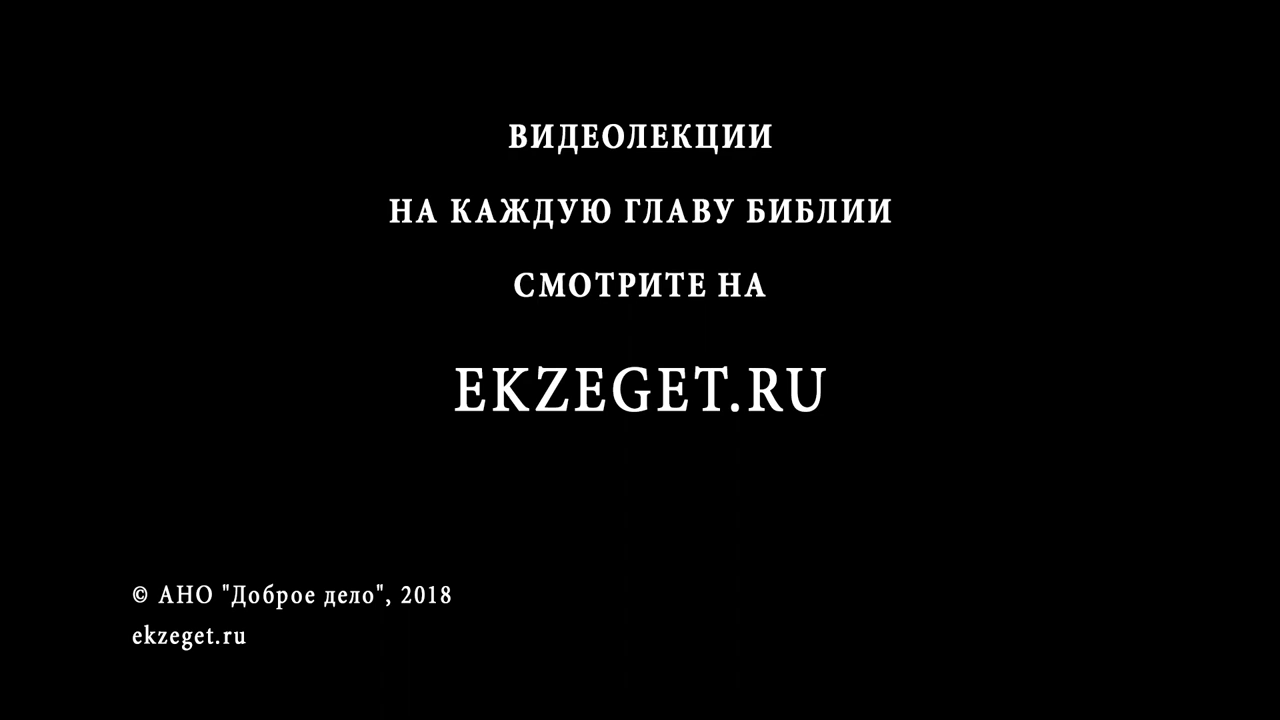 ВИДЕОЛЕКЦИИ
НА КАЖДУЮ ГЛАВУ БИБЛИИ
СМОТРИТЕ НА
EKZEGET.RU
© АНО "Доброе дело", 2018
ekzeget.ru